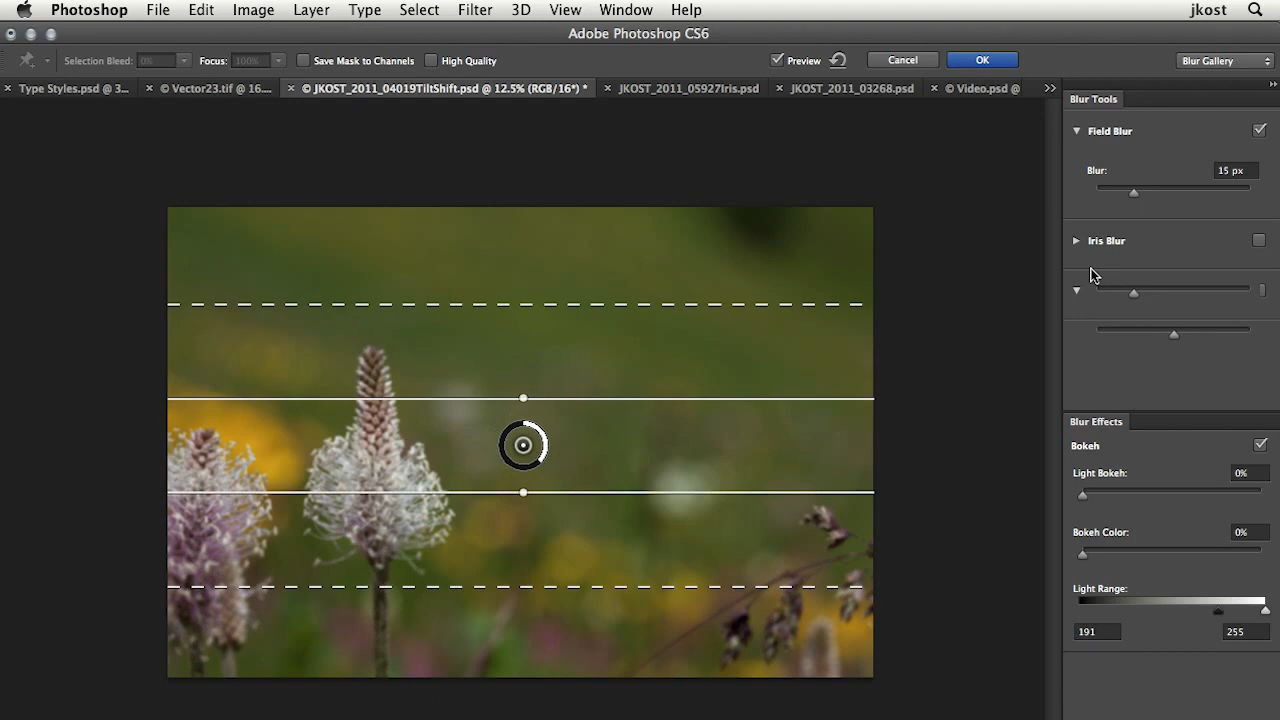 Photoshop File Edit Image Layer Type Select Filter 3D View Window Help jkost
Adobe Photoshop CS6
Selection Bleed: 0% Focus: 100% Save Mask to Channels High Quality Preview Cancel OK Blur Gallery
× Type Styles.psd @ 3... × © Vector23.tif @ 16.... × © JKOST_2011_04019TiltShift.psd @ 12.5% (RGB/16*) * × JKOST_2011_05927Iris.psd × JKOST_2011_03268.psd × © Video.psd @ >>
Blur Tools
Field Blur
Blur: 15 px
Iris Blur
Blur Effects
Bokeh
Light Bokeh: 0%
Bokeh Color: 0%
Light Range:
191 255